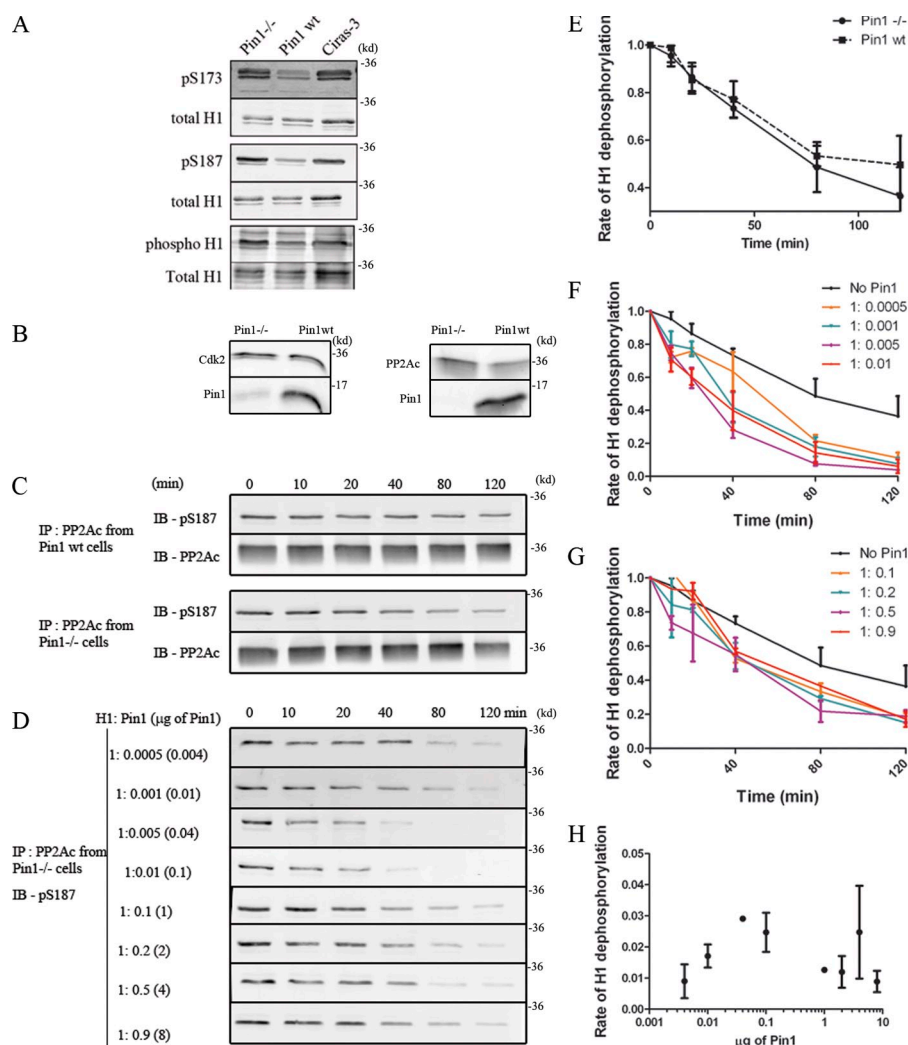 A
Pin1 -/-
Pin1 wt
Ciras-3
(kd)
pS173
-36
total H1
-36
pS187
-36
total H1
-36
phospho H1
-36
Total H1
B
Pin1-/-
Pin1wt
(kd)
Cdk2
-36
-17
Pin1
Pin1-/-
Pin1wt
(kd)
PP2Ac
-36
-17
Pin1
C
(min)
0 10 20 40 80 120
(kd)
-36
IP : PP2Ac from
Pin1 wt cells
IB - pS187
IB - PP2Ac
-36
IP : PP2Ac from
Pin1-/- cells
IB - pS187
-36
IB - PP2Ac
-36
D
H1: Pin1 (µg of Pin1)
0 10 20 40 80 120 min
(kd)
1: 0.0005 (0.004)
-36
1: 0.001 (0.01)
-36
1:0.005 (0.04)
-36
IP : PP2Ac from
Pin1-/- cells
IB - pS187
1:0.01 (0.1)
-36
1: 0.1 (1)
-36
1: 0.2 (2)
-36
1: 0.5 (4)
-36
1: 0.9 (8)
-36
E
Rate of H1 dephosphorylation
1.0
0.8
0.6
0.4
0 50 100
Time (min)
Pin1 -/-
Pin1 wt
F
Rate of H1 dephosphorylation
1.0
0.8
0.6
0.4
0.2
0.0
0 40 80 120
Time (min)
No Pin1
1: 0.0005
1: 0.001
1: 0.005
1: 0.01
G
Rate of H1 dephosphorylation
1.0
0.8
0.6
0.4
0.2
0.0
0 40 80 120
Time (min)
No Pin1
1: 0.1
1: 0.2
1: 0.5
1: 0.9
H
Rate of H1 dephosphorylation
0.05
0.04
0.03
0.02
0.01
0.00
0.001 0.01 0.1 1 10
µg of Pin1